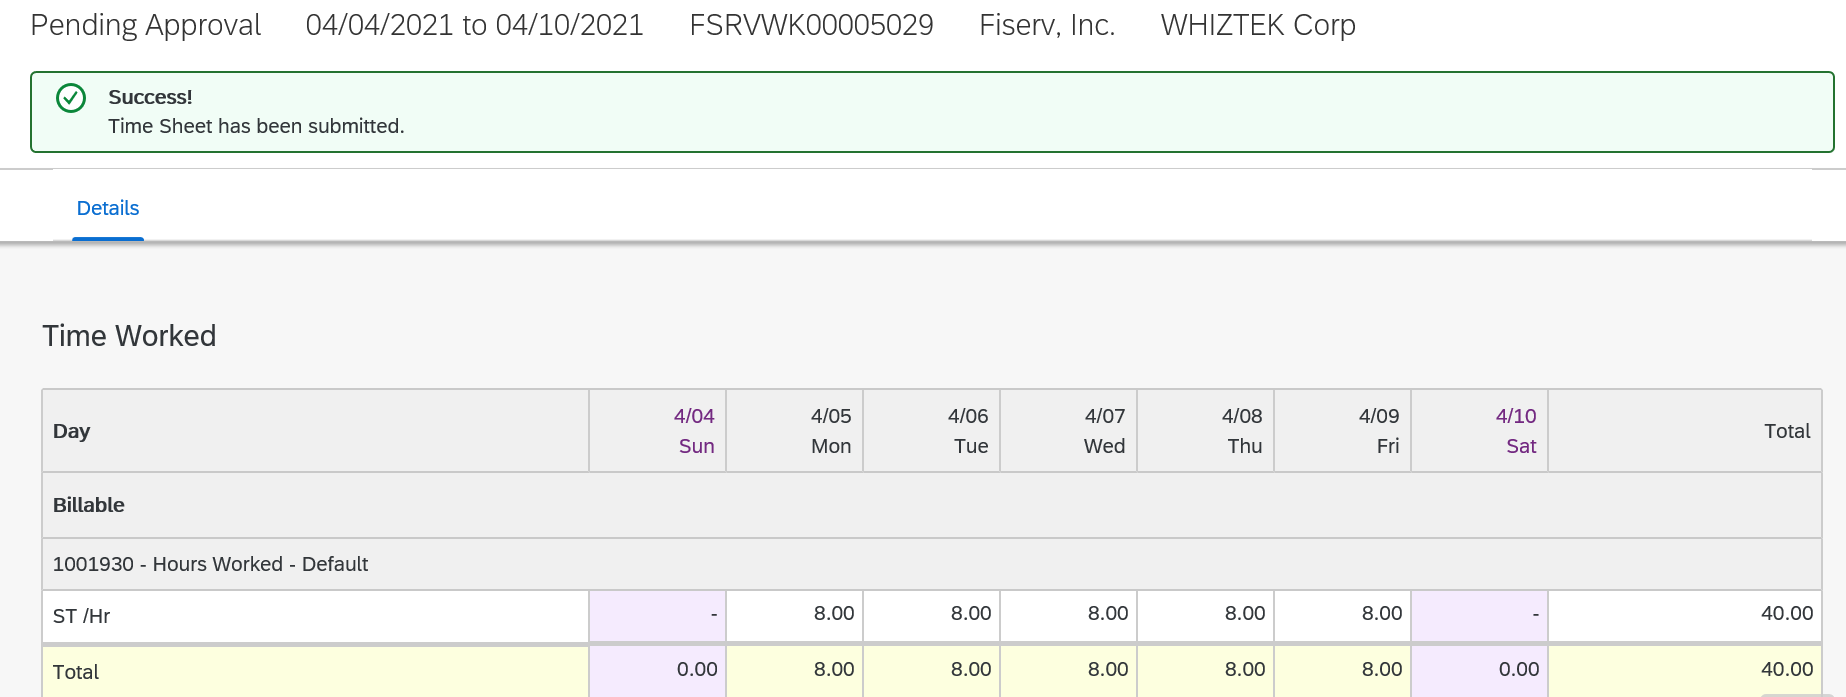 Pending Approval 04/04/2021 to 04/10/2021 FSRVWK00005029 Fiserv, Inc. WHIZTEK Corp
Success!
Time Sheet has been submitted.
Details
Time Worked
Day 4/04 Sun 4/05 Mon 4/06 Tue 4/07 Wed 4/08 Thu 4/09 Fri 4/10 Sat Total
Billable
1001930 - Hours Worked - Default
ST /Hr - 8.00 8.00 8.00 8.00 8.00 - 40.00
Total 0.00 8.00 8.00 8.00 8.00 8.00 0.00 40.00